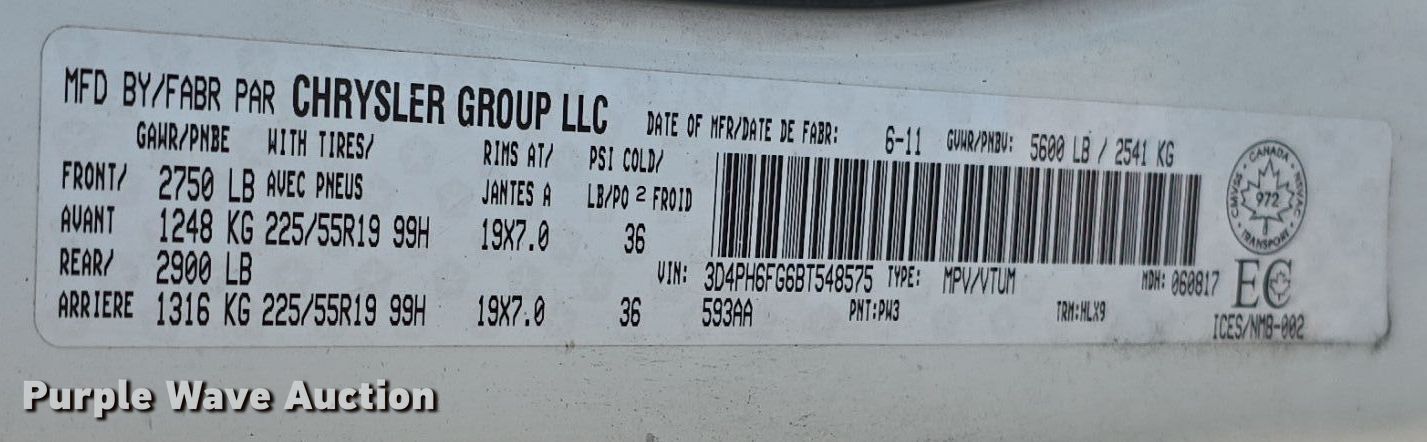 MFD BY/FABR PAR CHRYSLER GROUP LLC
DATE OF MFR/DATE DE FABR: 6-11 GVWR/PNBV: 5600 LB / 2541 KG
GAWR/PNBE WITH TIRES/ RIMS AT/ PSI COLD/
FRONT/ 2750 LB AVEC PNEUS JANTES A LB/PO 2 FROID
AVANT 1248 KG 225/55R19 99H 19X7.0 36
REAR/ 2900 LB
ARRIERE 1316 KG 225/55R19 99H 19X7.0 36
VIN: 3D4PH6FG6BT548575 TYPE: MPV/VTUM MDH: 060817
593AA PNT:PW3 TRM:HLX9
CANADA
CMVSS NSVAC
972
TRANSPORT
EC
ICES/NMB-002
Purple Wave Auction